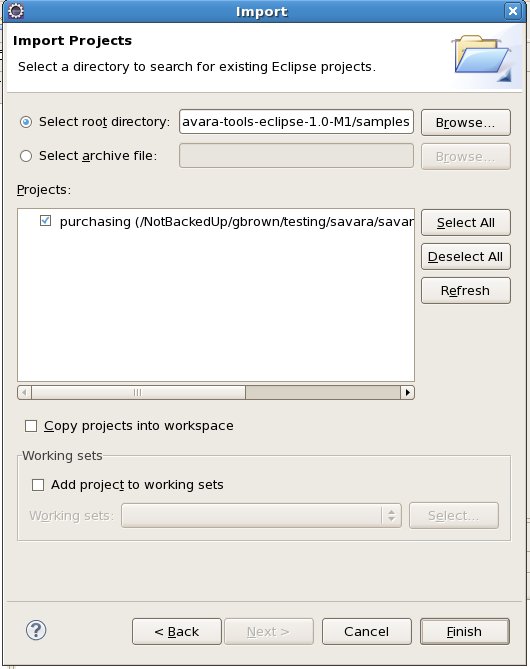 Import
Import Projects
Select a directory to search for existing Eclipse projects.
Select root directory: avara-tools-eclipse-1.0-M1/samples Browse...
Select archive file: Browse...
Projects:
purchasing (/NotBackedUp/gbrown/testing/savara/savar
Select All
Deselect All
Refresh
Copy projects into workspace
Working sets
Add project to working sets
Working sets: Select...
? < Back Next > Cancel Finish